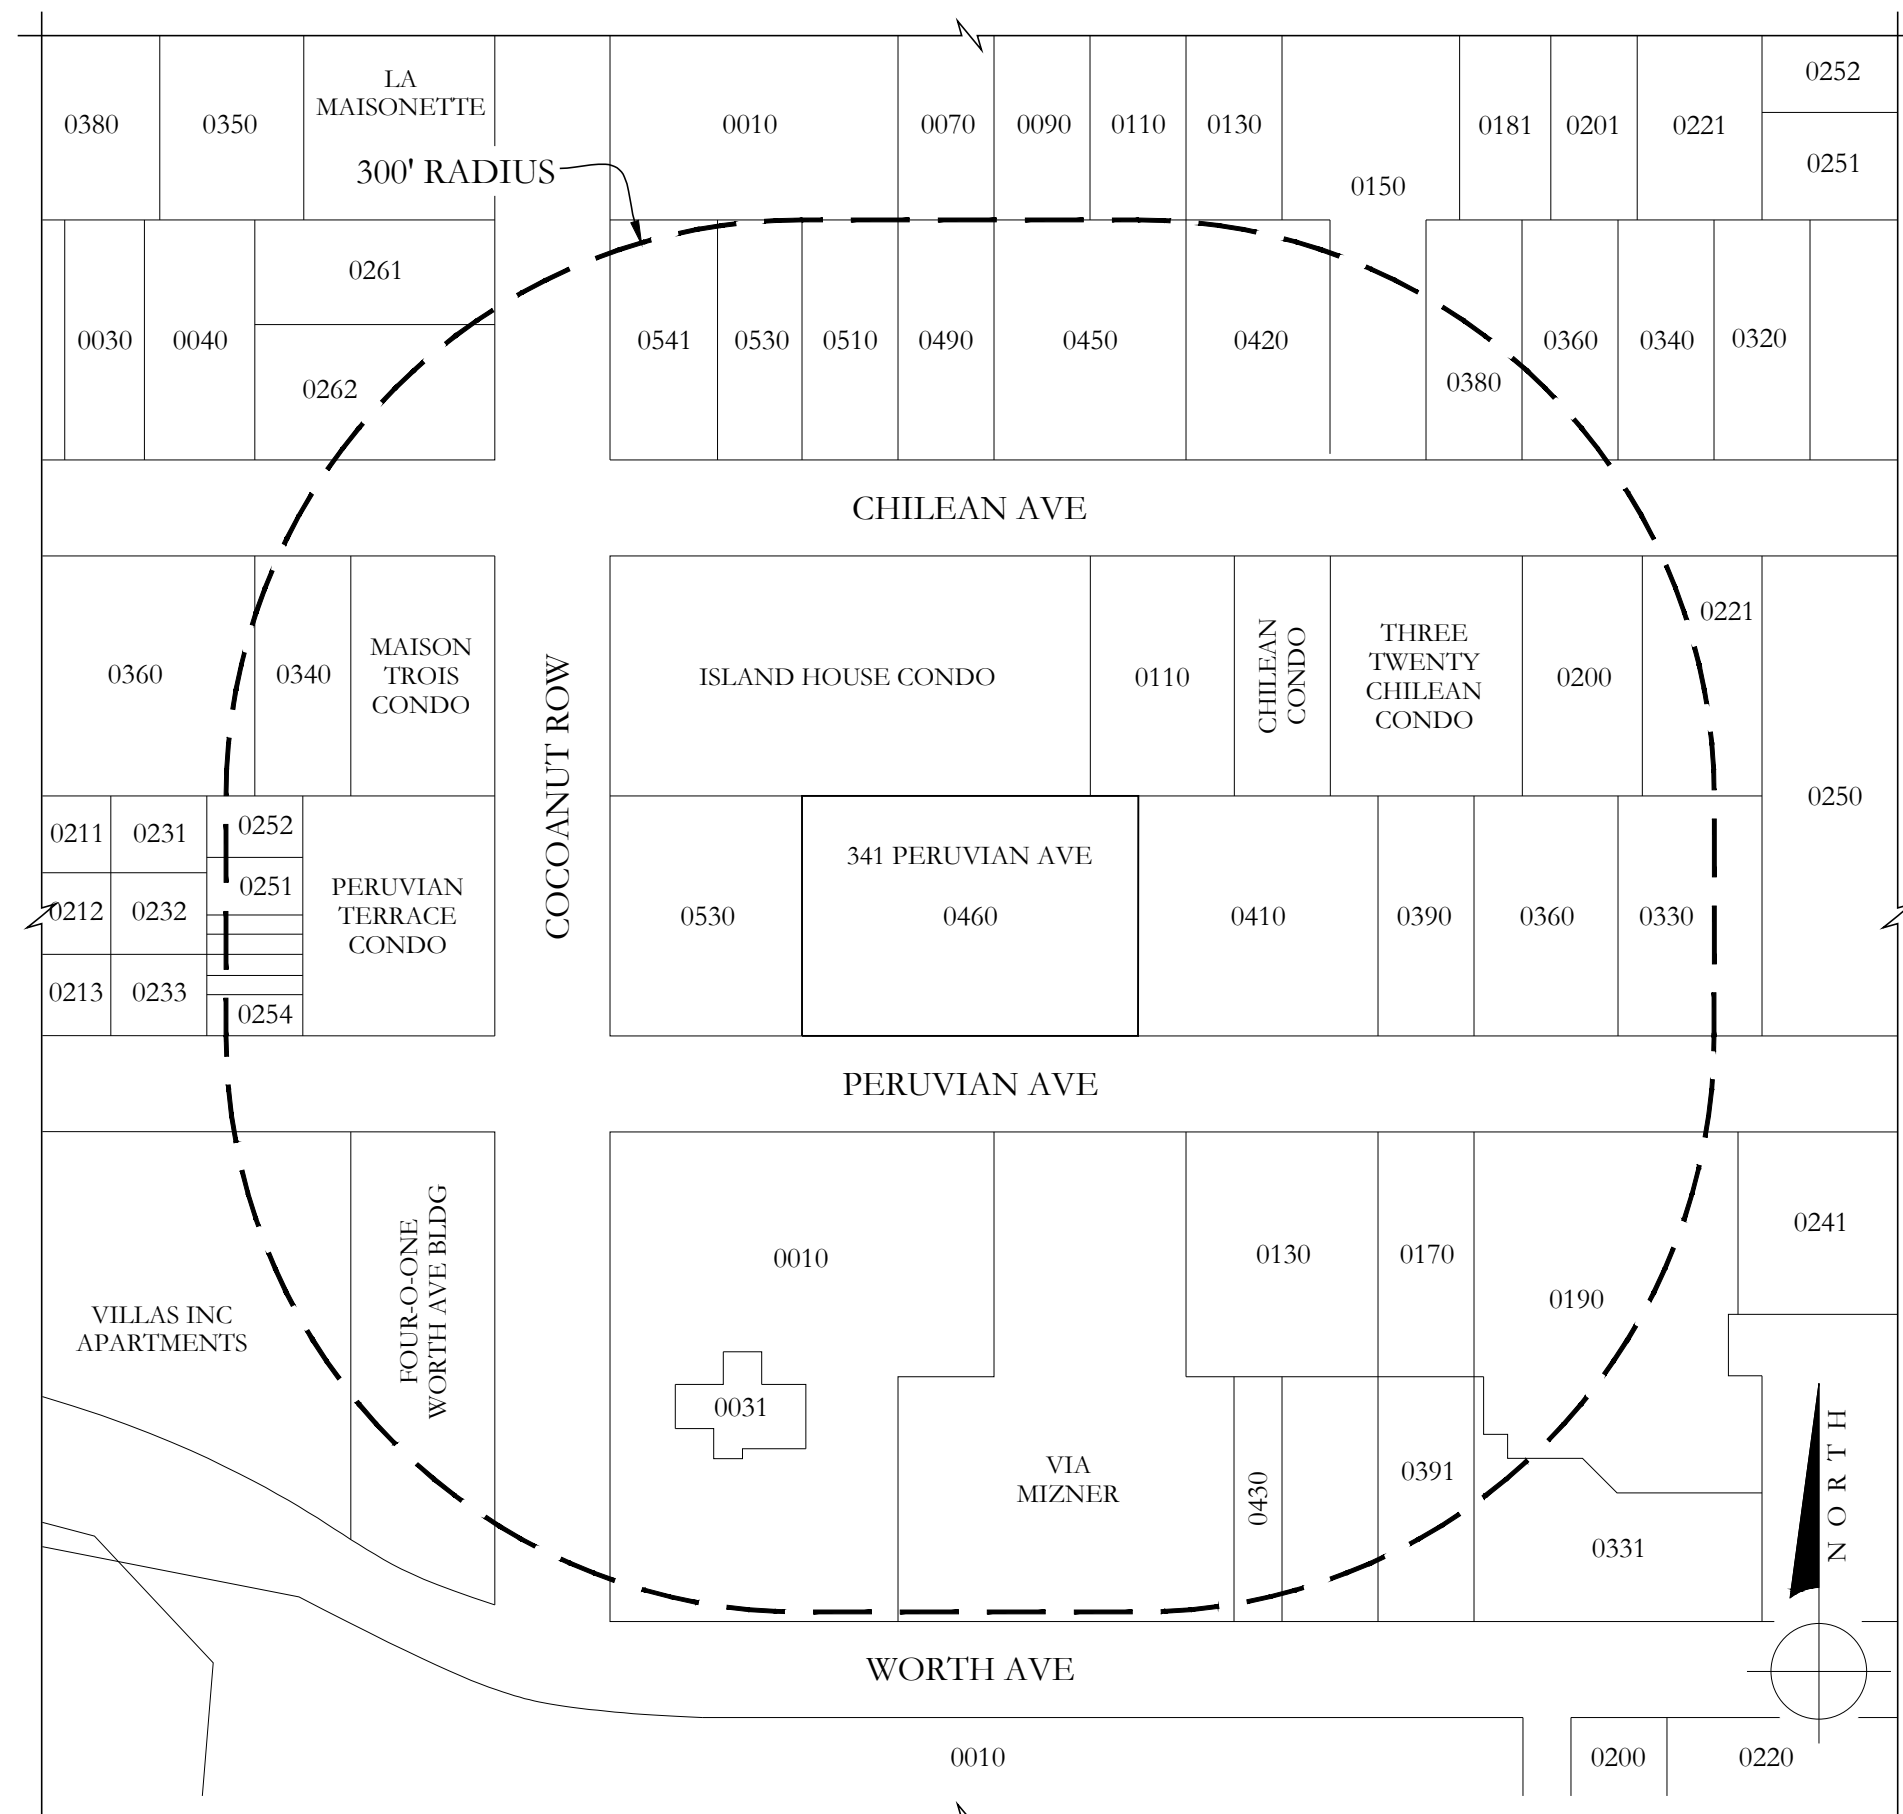 LA
MAISONETTE
0380
0350
0010
0070
0090
0110
0130
0150
0181
0201
0221
0252
0251
300' RADIUS
0030
0040
0261
0262
0541
0530
0510
0490
0450
0420
0380
0360
0340
0320
CHILEAN AVE
0360
0340
MAISON
TROIS
CONDO
COCOANUT ROW
ISLAND HOUSE CONDO
0110
CHILEAN
CONDO
THREE
TWENTY
CHILEAN
CONDO
0200
0221
0250
0211
0231
0252
0212
0232
0251
0213
0233
0254
PERUVIAN
TERRACE
CONDO
0530
341 PERUVIAN AVE
0460
0410
0390
0360
0330
PERUVIAN AVE
VILLAS INC
APARTMENTS
FOUR-O-ONE
WORTH AVE BLDG
0010
0031
VIA
MIZNER
0130
0170
0190
0241
0430
0391
0331
NORTH
WORTH AVE
0010
0200
0220